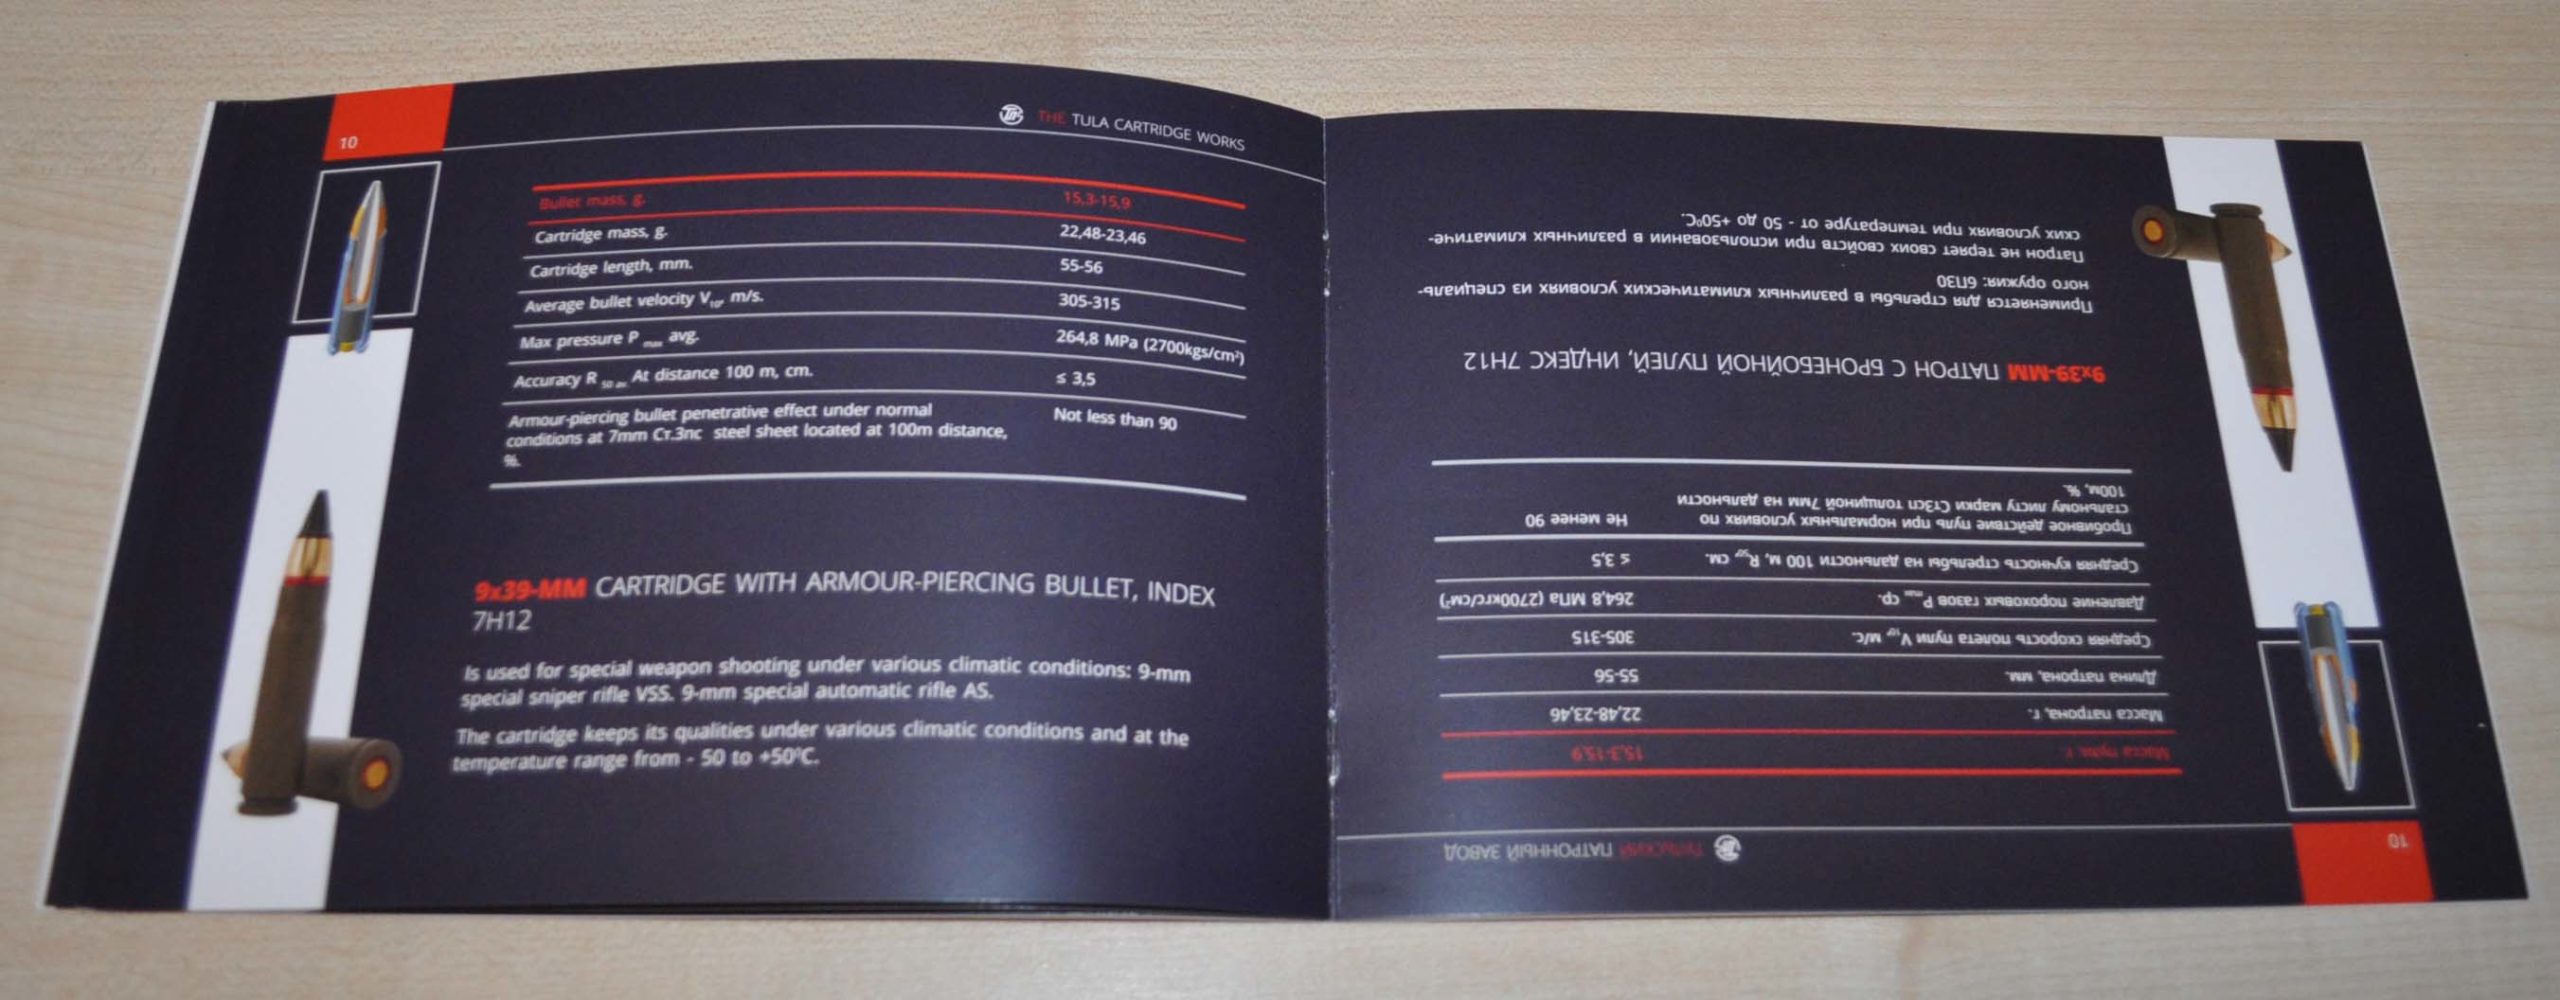 10
THE TULA CARTRIDGE WORKS
Bullet mass, g. 15,3-15,9
Cartridge mass, g. 22,48-23,46
Cartridge length, mm. 55-56
Average bullet velocity V₁₀, m/s. 305-315
Max pressure P max avg. 264,8 MPa (2700kgs/cm²)
Accuracy R 50 av. At distance 100 m, cm. ≤ 3,5
Armour-piercing bullet penetrative effect under normal Not less than 90
conditions at 7mm Ст.3пс steel sheet located at 100m distance,
%.
9x39-MM CARTRIDGE WITH ARMOUR-PIERCING BULLET, INDEX
7H12
Is used for special weapon shooting under various climatic conditions: 9-mm
special sniper rifle VSS. 9-mm special automatic rifle AS.
The cartridge keeps its qualities under various climatic conditions and at the
temperature range from - 50 to +50⁰C.
10
ТУЛЬСКИЙ ПАТРОННЫЙ ЗАВОД
Масса пули, г. 15,3-15,9
Масса патрона, г. 22,48-23,46
Длина патрона, мм. 55-56
Средняя скорость полета пули V₁₀, м/с. 305-315
Давление пороховых газов P max ср. 264,8 МПа (2700кгс/см²)
Средняя кучность стрельбы на дальности 100 м, R₅₀, см. ≤ 3,5
Пробивное действие пуль при нормальных условиях по Не менее 90
стальному листу марки Ст3сп толщиной 7мм на дальности
100м, %.
9x39-ММ ПАТРОН С БРОНЕБОЙНОЙ ПУЛЕЙ, ИНДЕКС 7Н12
Применяется для стрельбы в различных климатических условиях из специаль-
ного оружия: 6П30
Патрон не теряет своих свойств при использовании в различных климатиче-
ских условиях при температуре от - 50 до +50⁰С.